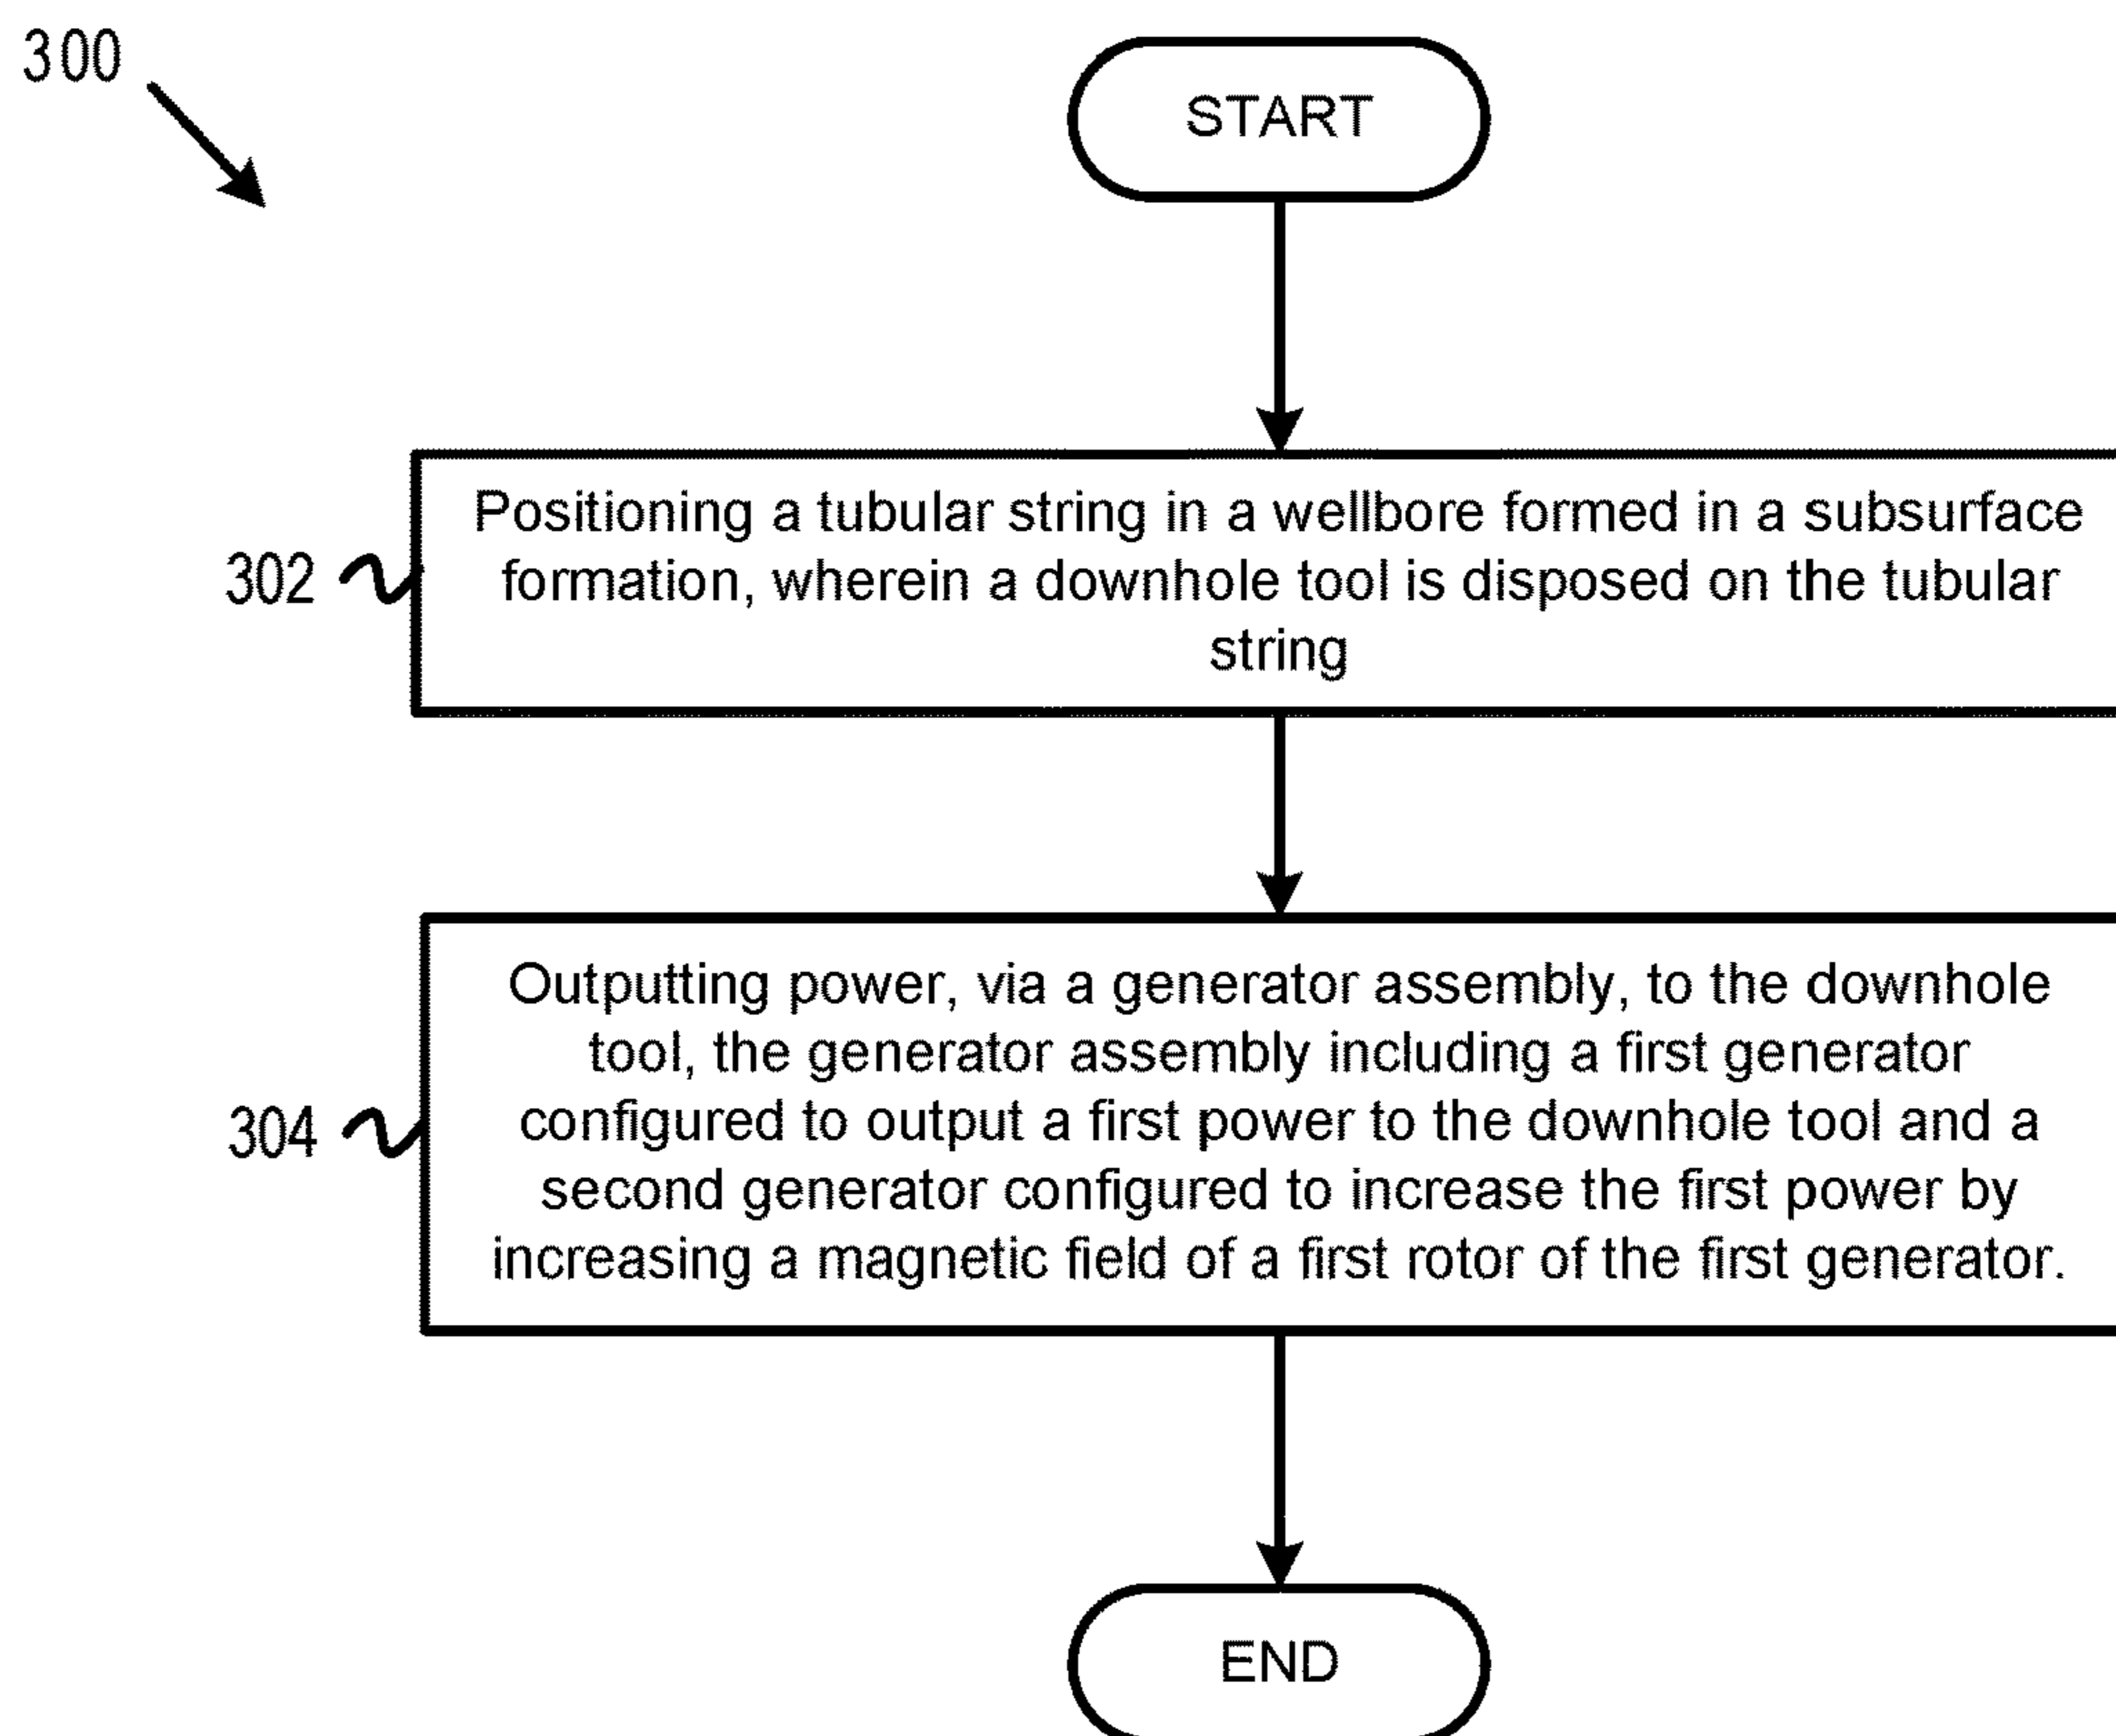 300
START
Positioning a tubular string in a wellbore formed in a subsurface
formation, wherein a downhole tool is disposed on the tubular
string
302
Outputting power, via a generator assembly, to the downhole
tool, the generator assembly including a first generator
configured to output a first power to the downhole tool and a
second generator configured to increase the first power by
increasing a magnetic field of a first rotor of the first generator.
304
END